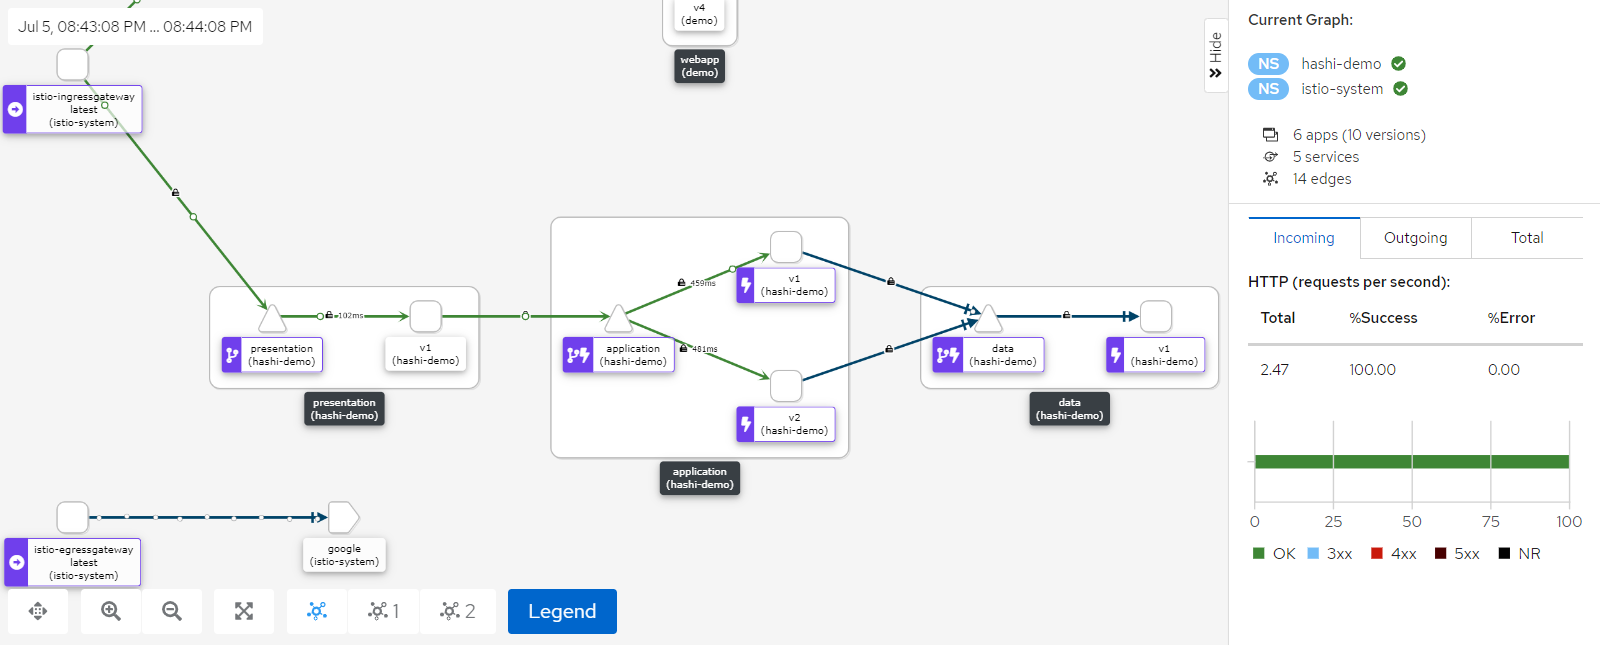 Jul 5, 08:43:08 PM ... 08:44:08 PM
v4
(demo)
webapp
(demo)
istio-ingressgateway
latest
(istio-system)
102ms
presentation
(hashi-demo)
v1
(hashi-demo)
presentation
(hashi-demo)
459ms
481ms
application
(hashi-demo)
v1
(hashi-demo)
v2
(hashi-demo)
application
(hashi-demo)
data
(hashi-demo)
v1
(hashi-demo)
data
(hashi-demo)
istio-egressgateway
latest
(istio-system)
google
(istio-system)
1
2
Legend
Hide
Current Graph:
NS hashi-demo
NS istio-system
6 apps (10 versions)
5 services
14 edges
Incoming Outgoing Total
HTTP (requests per second):
Total %Success %Error
2.47 100.00 0.00
0 25 50 75 100
OK 3xx 4xx 5xx NR